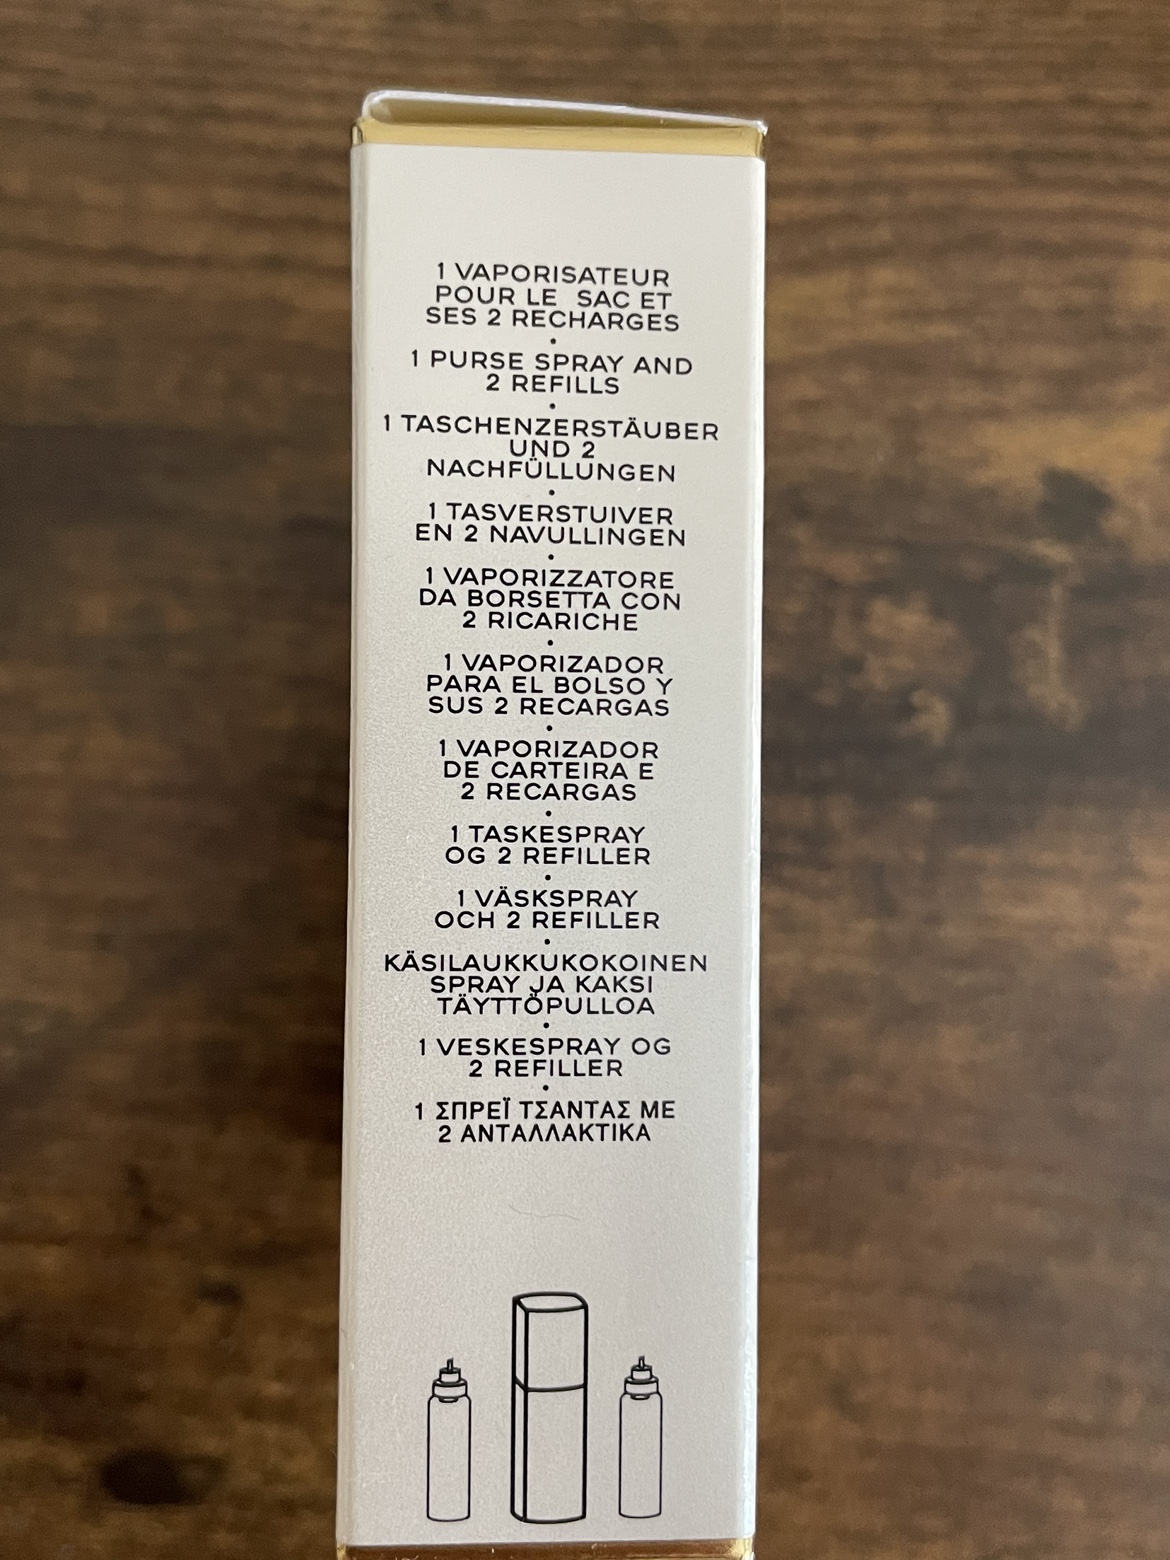 1 VAPORISATEUR
POUR LE  SAC ET
SES 2 RECHARGES
•
1 PURSE SPRAY AND
2 REFILLS
•
1 TASCHENZERSTÄUBER
UND 2
NACHFÜLLUNGEN
•
1 TASVERSTUIVER
EN 2 NAVULLINGEN
•
1 VAPORIZZATORE
DA BORSETTA CON
2 RICARICHE
•
1 VAPORIZADOR
PARA EL BOLSO Y
SUS 2 RECARGAS
•
1 VAPORIZADOR
DE CARTEIRA E
2 RECARGAS
•
1 TASKESPRAY
OG 2 REFILLER
•
1 VÄSKSPRAY
OCH 2 REFILLER
•
KÄSILAUKKUKOKOINEN
SPRAY JA KAKSI
TÄYTTÖPULLOA
•
1 VESKESPRAY OG
2 REFILLER
•
1 ΣΠΡΕΪ ΤΣΑΝΤΑΣ ΜΕ
2 ΑΝΤΑΛΛΑΚΤΙΚΑ